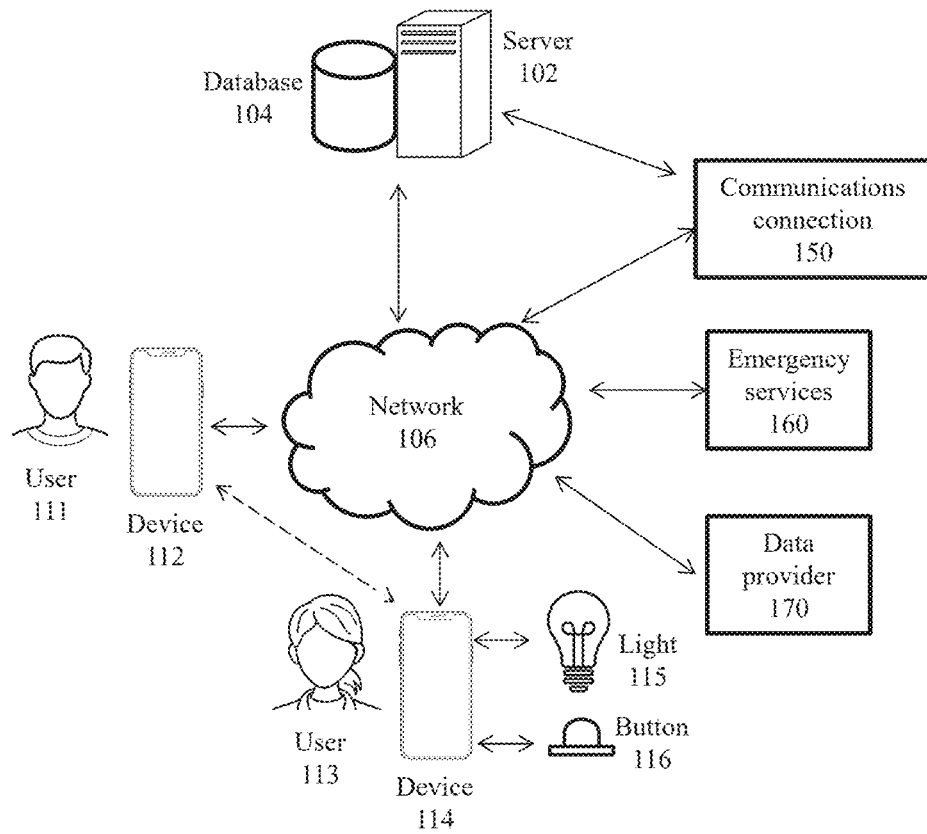 Server
102
Database
104
Communications
connection
150
Emergency
services
160
Network
106
User
111
Device
112
Data
provider
170
Light
115
User
113
Button
116
Device
114